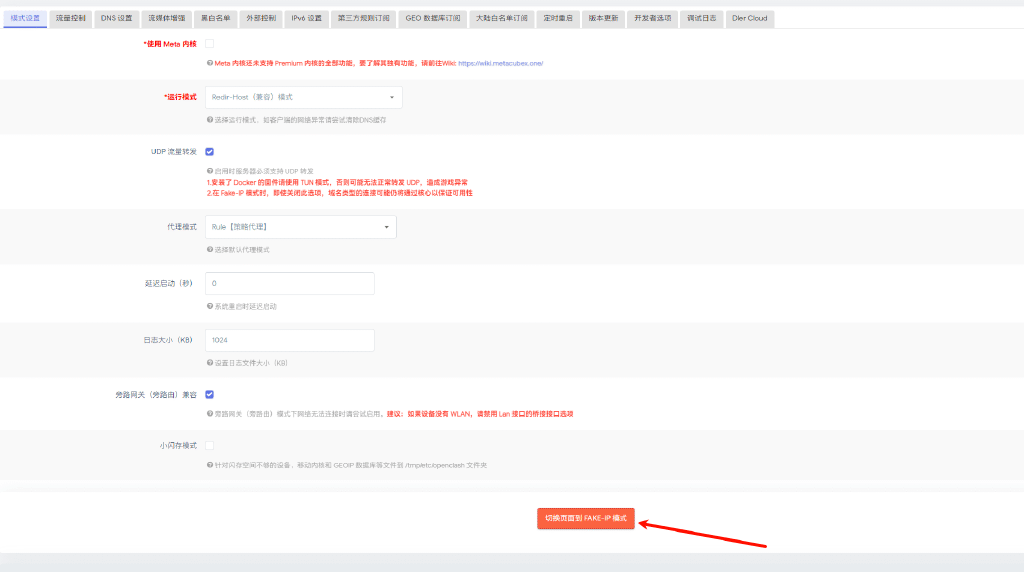 模式设置 流量控制 DNS 设置 流媒体增强 黑白名单 外部控制 IPv6 设置 第三方规则订阅 GEO 数据库订阅 大陆白名单订阅 定时重启 版本更新 开发者选项 调试日志 Dler Cloud
*使用 Meta 内核
Meta 内核还未支持 Premium 内核的全部功能，要了解其独有功能，请前往Wiki: https://wiki.metacubex.one/
*运行模式 Redir-Host（兼容）模式
选择运行模式，如客户端的网络异常请尝试清除DNS缓存
UDP 流量转发
启用时服务器必须支持 UDP 转发
1.安装了 Docker 的固件请使用 TUN 模式，否则可能无法正常转发 UDP，造成游戏异常
2.在 Fake-IP 模式时，即使关闭此选项，域名类型的连接可能仍将通过核心以保证可用性
代理模式 Rule【策略代理】
选择默认代理模式
延迟启动（秒） 0
系统重启时延迟启动
日志大小（KB） 1024
设置日志文件大小（KB）
旁路网关（旁路由）兼容
旁路网关（旁路由）模式下网络无法连接时请尝试启用，建议：如果设备没有 WLAN，请禁用 Lan 接口的桥接接口选项
小闪存模式
针对闪存空间不够的设备，移动内核和 GEOIP 数据库等文件到 /tmp/etc/openclash 文件夹
切换页面到 FAKE-IP 模式